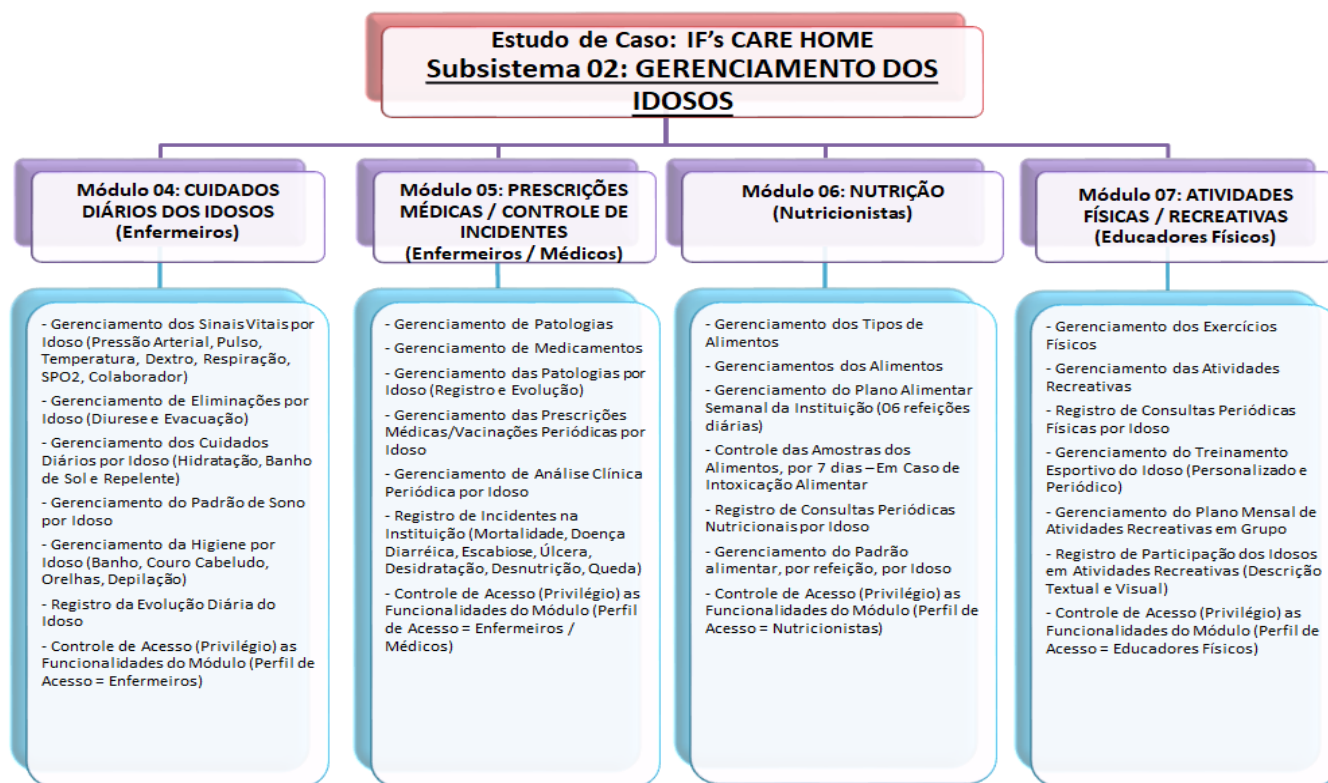 Estudo de Caso: IF's CARE HOME
Subsistema 02: GERENCIAMENTO DOS
IDOSOS
Módulo 04: CUIDADOS
DIÁRIOS DOS IDOSOS
(Enfermeiros)
- Gerenciamento dos Sinais Vitais por
Idoso (Pressão Arterial, Pulso,
Temperatura, Dextro, Respiração,
SPO2, Colaborador)
- Gerenciamento de Eliminações por
Idoso (Diurese e Evacuação)
- Gerenciamento dos Cuidados
Diários por Idoso (Hidratação, Banho
de Sol e Repelente)
- Gerenciamento do Padrão de Sono
por Idoso
- Gerenciamento da Higiene por
Idoso (Banho, Couro Cabeludo,
Orelhas, Depilação)
- Registro da Evolução Diária do
Idoso
- Controle de Acesso (Privilégio) as
Funcionalidades do Módulo (Perfil de
Acesso = Enfermeiros)
Módulo 05: PRESCRIÇÕES
MÉDICAS / CONTROLE DE
INCIDENTES
(Enfermeiros / Médicos)
- Gerenciamento de Patologias
- Gerenciamento de Medicamentos
- Gerenciamento das Patologias por
Idoso (Registro e Evolução)
- Gerenciamento das Prescrições
Médicas/Vacinações Periódicas por
Idoso
- Gerenciamento de Análise Clínica
Periódica por Idoso
- Registro de Incidentes na
Instituição (Mortalidade, Doença
Diarréica, Escabiose, Úlcera,
Desidratação, Desnutrição, Queda)
- Controle de Acesso (Privilégio) as
Funcionalidades do Módulo (Perfil
de Acesso = Enfermeiros /
Médicos)
Módulo 06: NUTRIÇÃO
(Nutricionistas)
- Gerenciamento dos Tipos de
Alimentos
- Gerenciamentos dos Alimentos
- Gerenciamento do Plano Alimentar
Semanal da Instituição (06 refeições
diárias)
- Controle das Amostras dos
Alimentos, por 7 dias – Em Caso de
Intoxicação Alimentar
- Registro de Consultas Periódicas
Nutricionais por Idoso
- Gerenciamento do Padrão
alimentar, por refeição, por Idoso
- Controle de Acesso (Privilégio) as
Funcionalidades do Módulo (Perfil de
Acesso = Nutricionistas)
Módulo 07: ATIVIDADES
FÍSICAS / RECREATIVAS
(Educadores Físicos)
- Gerenciamento dos Exercícios
Físicos
- Gerenciamento das Atividades
Recreativas
- Registro de Consultas Periódicas
Físicas por Idoso
- Gerenciamento do Treinamento
Esportivo do Idoso (Personalizado e
Periódico)
- Gerenciamento do Plano Mensal de
Atividades Recreativas em Grupo
- Registro de Participação dos Idosos
em Atividades Recreativas (Descrição
Textual e Visual)
- Controle de Acesso (Privilégio) as
Funcionalidades do Módulo (Perfil de
Acesso = Educadores Físicos)